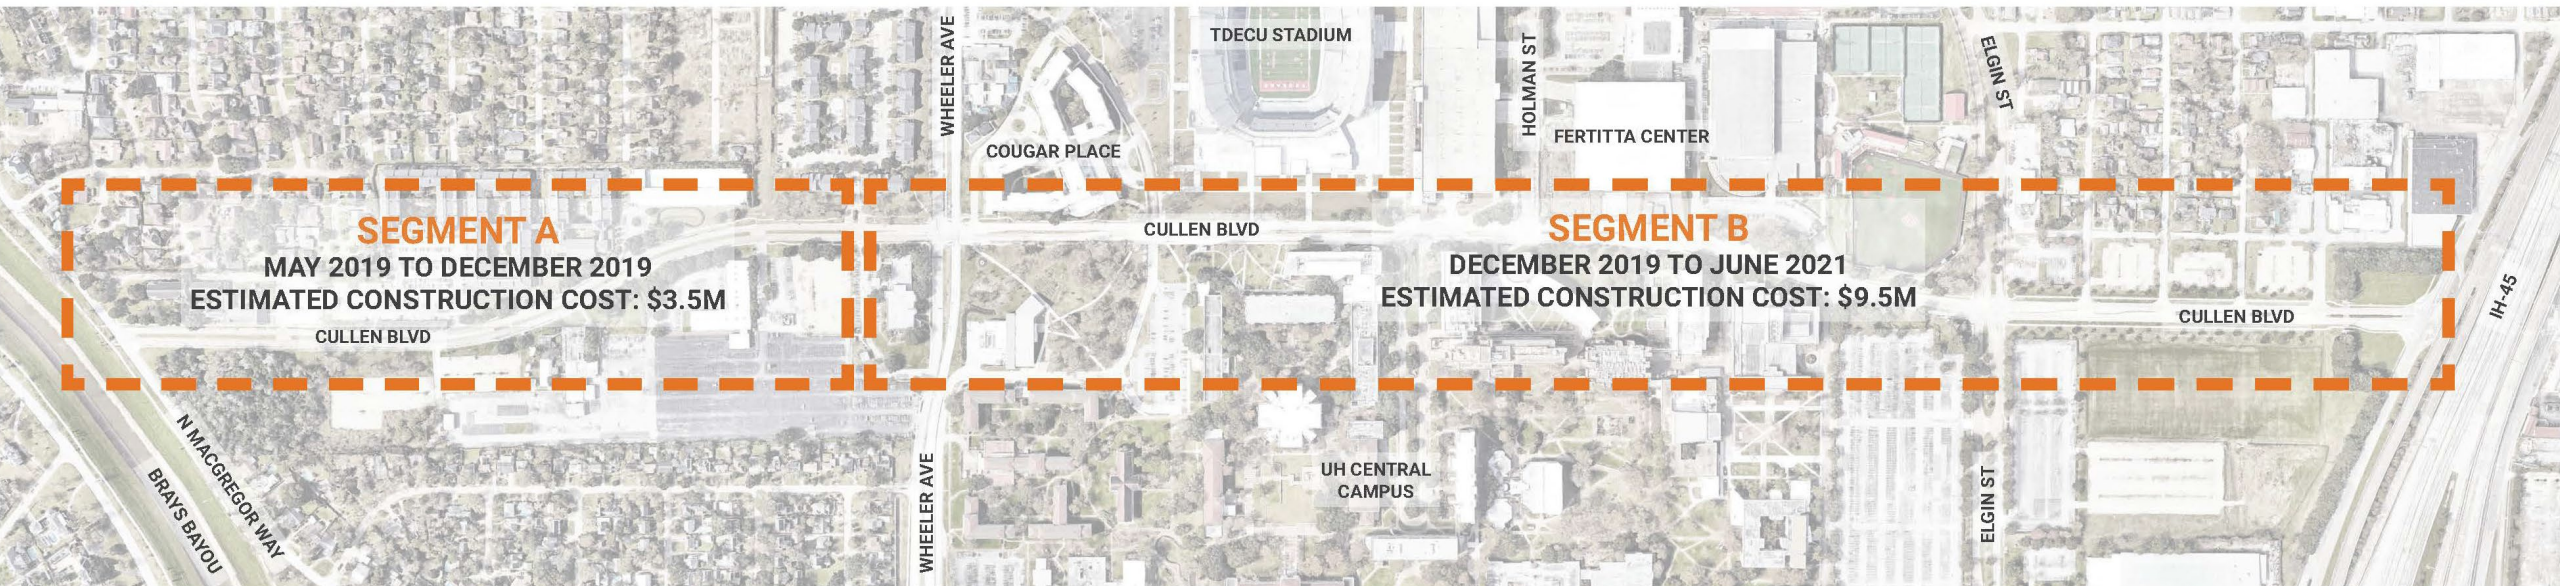 WHEELER AVE
TDECU STADIUM
HOLMAN ST
ELGIN ST
FERTITTA CENTER
COUGAR PLACE
SEGMENT A
MAY 2019 TO DECEMBER 2019
ESTIMATED CONSTRUCTION COST: $3.5M
CULLEN BLVD
CULLEN BLVD
SEGMENT B
DECEMBER 2019 TO JUNE 2021
ESTIMATED CONSTRUCTION COST: $9.5M
CULLEN BLVD
IH-45
N MACGREGOR WAY
BRAYS BAYOU
WHEELER AVE
UH CENTRAL
CAMPUS
ELGIN ST